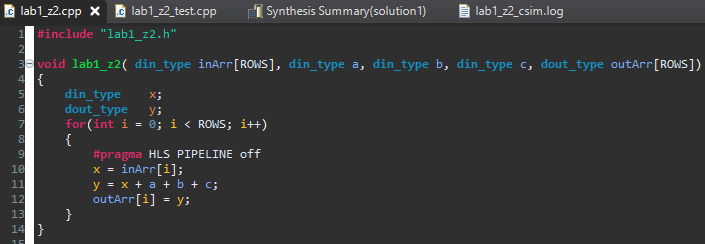 lab1_z2.cpp lab1_z2_test.cpp Synthesis Summary(solution1) lab1_z2_csim.log
1 #include "lab1_z2.h"
2
3 void lab1_z2( din_type inArr[ROWS], din_type a, din_type b, din_type c, dout_type outArr[ROWS])
4 {
5     din_type    x;
6     dout_type   y;
7     for(int i = 0; i < ROWS; i++)
8     {
9         #pragma HLS PIPELINE off
10         x = inArr[i];
11         y = x + a + b + c;
12         outArr[i] = y;
13     }
14 }
15